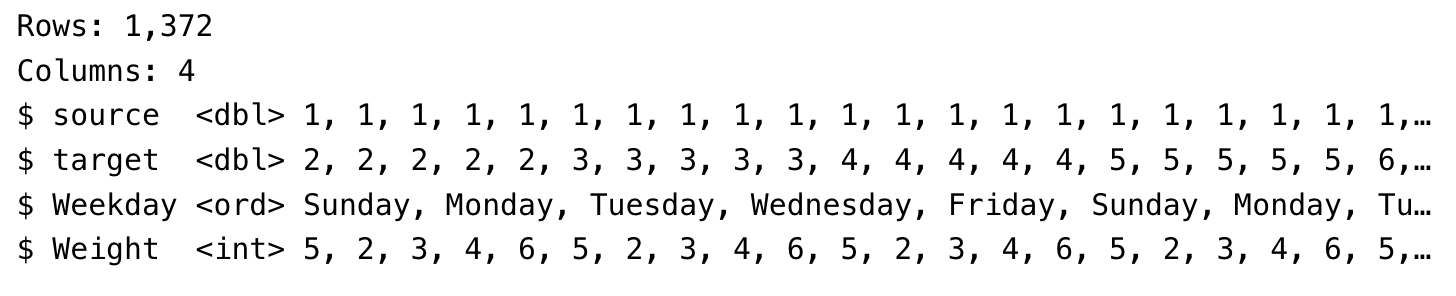 Rows: 1,372
Columns: 4
$ source  <dbl> 1, 1, 1, 1, 1, 1, 1, 1, 1, 1, 1, 1, 1, 1, 1, 1, 1, 1, 1, 1, 1,…
$ target  <dbl> 2, 2, 2, 2, 2, 3, 3, 3, 3, 3, 4, 4, 4, 4, 4, 5, 5, 5, 5, 5, 6,…
$ Weekday <ord> Sunday, Monday, Tuesday, Wednesday, Friday, Sunday, Monday, Tu…
$ Weight  <int> 5, 2, 3, 4, 6, 5, 2, 3, 4, 6, 5, 2, 3, 4, 6, 5, 2, 3, 4, 6, 5,…